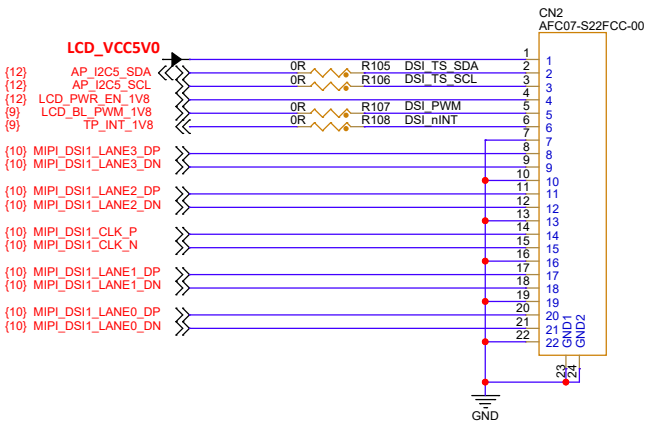 CN2
AFC07-S22FCC-00
LCD_VCC5V0
1 1
{12} AP_I2C5_SDA 0R R105 DSI_TS_SDA 2 2
{12} AP_I2C5_SCL 0R R106 DSI_TS_SCL 3 3
{12} LCD_PWR_EN_1V8 4 4
{9} LCD_BL_PWM_1V8 0R R107 DSI_PWM 5 5
{9} TP_INT_1V8 0R R108 DSI_nINT 6 6
7 7
{10} MIPI_DSI1_LANE3_DP 8 8
{10} MIPI_DSI1_LANE3_DN 9 9
10 10
{10} MIPI_DSI1_LANE2_DP 11 11
{10} MIPI_DSI1_LANE2_DN 12 12
13 13
{10} MIPI_DSI1_CLK_P 14 14
{10} MIPI_DSI1_CLK_N 15 15
16 16
{10} MIPI_DSI1_LANE1_DP 17 17
{10} MIPI_DSI1_LANE1_DN 18 18
19 19
{10} MIPI_DSI1_LANE0_DP 20 20
{10} MIPI_DSI1_LANE0_DN 21 21
22 22
GND1
GND2
23
24
GND